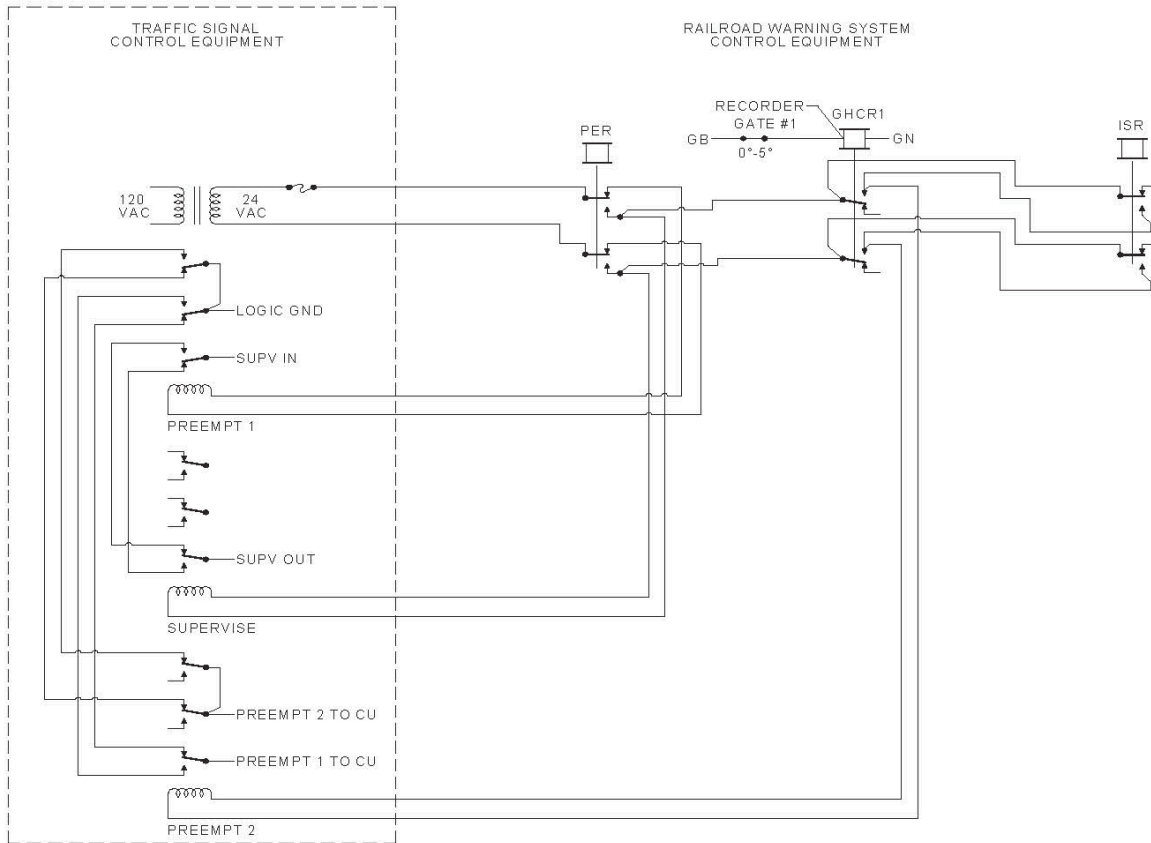 TRAFFIC SIGNAL
CONTROL EQUIPMENT
RAILROAD WARNING SYSTEM
CONTROL EQUIPMENT
RECORDER
GHCR1
GATE #1
PER
ISR
GB
GN
0°-5°
120
VAC
24
VAC
LOGIC GND
SUPV IN
PREEMPT 1
SUPV OUT
SUPERVISE
PREEMPT 2 TO CU
PREEMPT 1 TO CU
PREEMPT 2